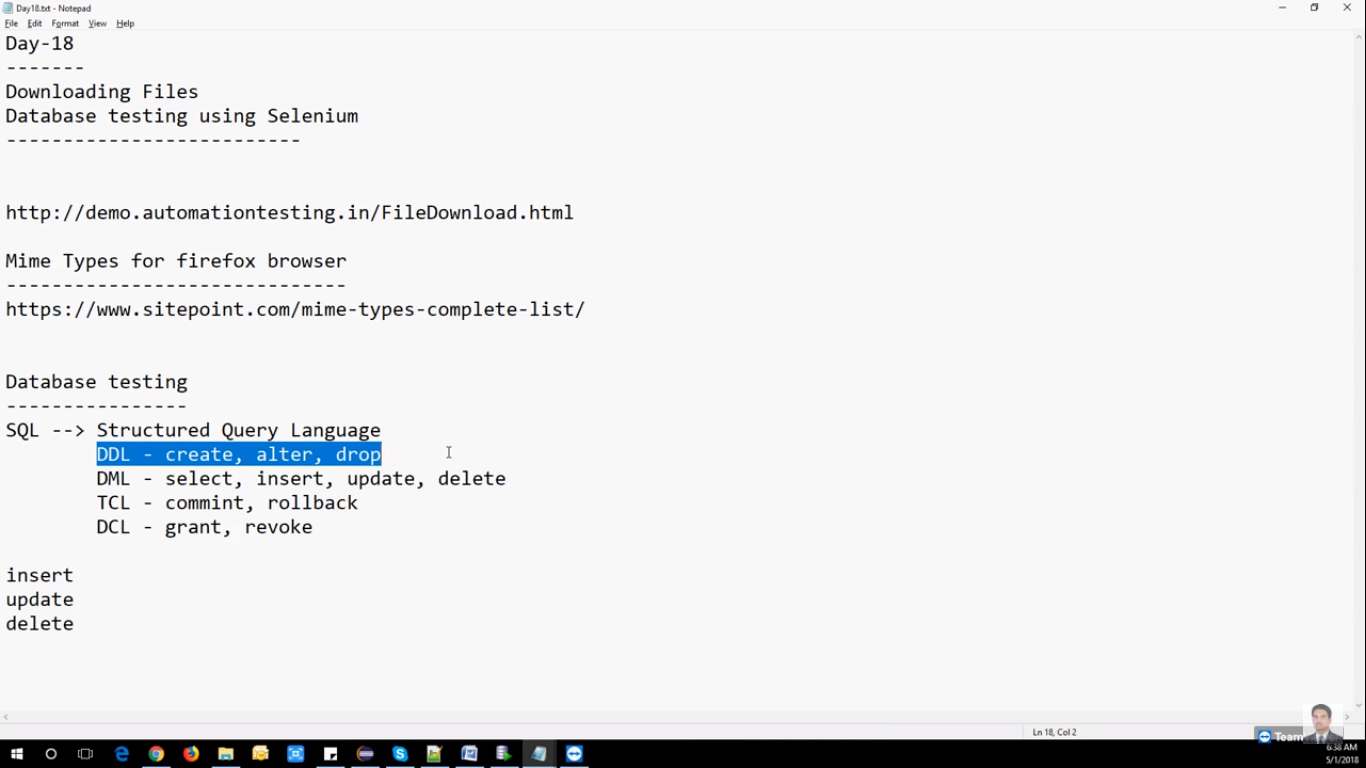 Day18.txt - Notepad
File Edit Format View Help
Day-18
-------
Downloading Files
Database testing using Selenium
--------------------------
http://demo.automationtesting.in/FileDownload.html
Mime Types for firefox browser
------------------------------
https://www.sitepoint.com/mime-types-complete-list/
Database testing
----------------
SQL --> Structured Query Language
DDL - create, alter, drop
DML - select, insert, update, delete
TCL - commint, rollback
DCL - grant, revoke
insert
update
delete
Ln 18, Col 2
Team
6:38 AM
5/1/2018